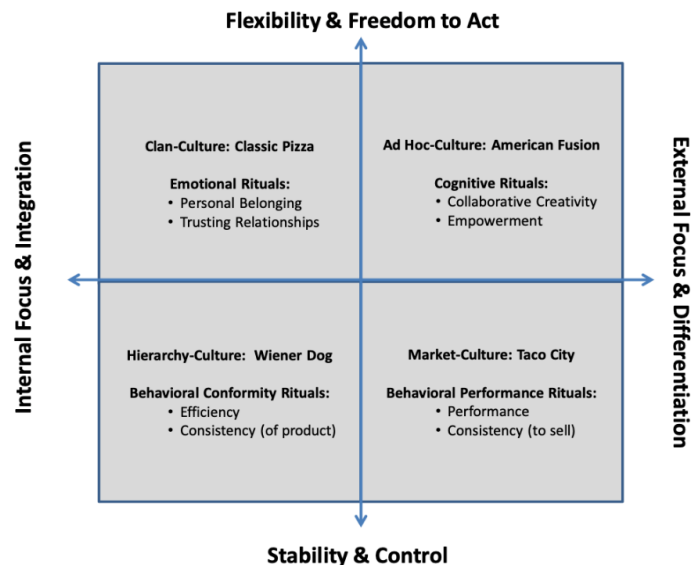 Flexibility & Freedom to Act
Internal Focus & Integration
Clan-Culture: Classic Pizza
Emotional Rituals:
• Personal Belonging
• Trusting Relationships
Ad Hoc-Culture: American Fusion
Cognitive Rituals:
• Collaborative Creativity
• Empowerment
Hierarchy-Culture: Wiener Dog
Behavioral Conformity Rituals:
• Efficiency
• Consistency (of product)
Market-Culture: Taco City
Behavioral Performance Rituals:
• Performance
• Consistency (to sell)
External Focus & Differentiation
Stability & Control